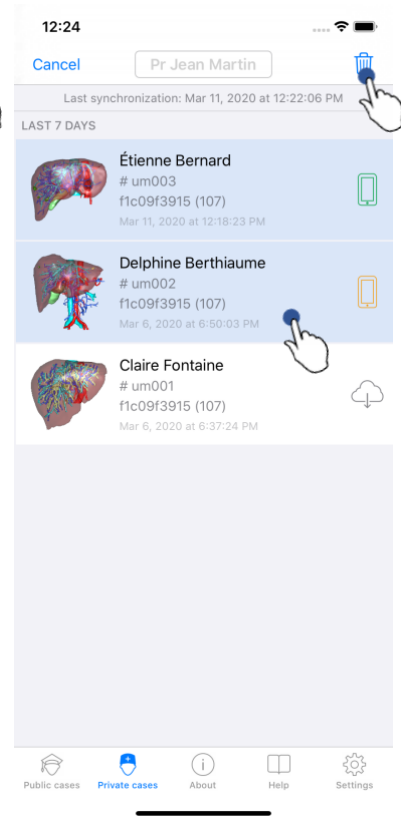 12:24
Cancel
Pr Jean Martin
Last synchronization: Mar 11, 2020 at 12:22:06 PM
LAST 7 DAYS
Étienne Bernard
# um003
f1c09f3915 (107)
Mar 11, 2020 at 12:18:23 PM
Delphine Berthiaume
# um002
f1c09f3915 (107)
Mar 6, 2020 at 6:50:03 PM
Claire Fontaine
# um001
f1c09f3915 (107)
Mar 6, 2020 at 6:37:24 PM
Public cases
Private cases
About
Help
Settings